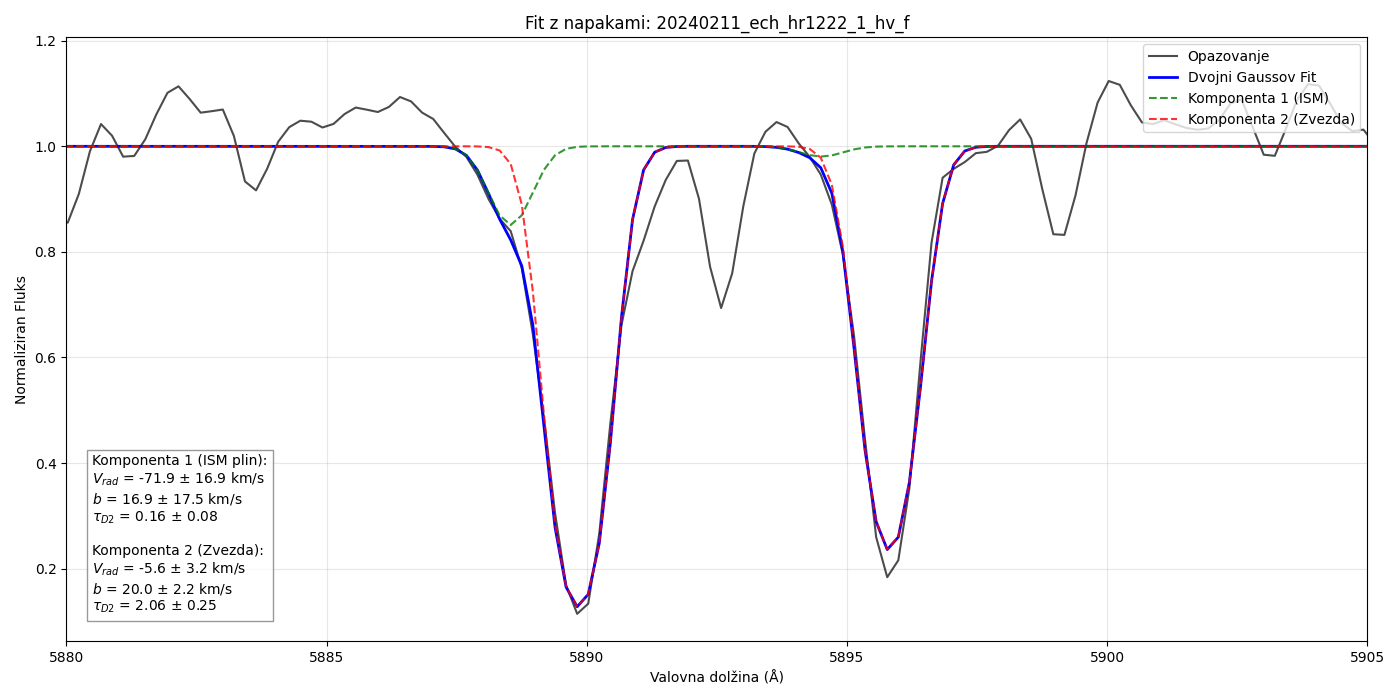 Fit z napakami: 20240211_ech_hr1222_1_hv_f
Normaliziran Fluks
1.2
1.0
0.8
0.6
0.4
0.2
Opazovanje
Dvojni Gaussov Fit
Komponenta 1 (ISM)
Komponenta 2 (Zvezda)
Komponenta 1 (ISM plin):
V_rad = -71.9 ± 16.9 km/s
b = 16.9 ± 17.5 km/s
τ_D2 = 0.16 ± 0.08
Komponenta 2 (Zvezda):
V_rad = -5.6 ± 3.2 km/s
b = 20.0 ± 2.2 km/s
τ_D2 = 2.06 ± 0.25
5880 5885 5890 5895 5900 5905
Valovna dolžina (Å)